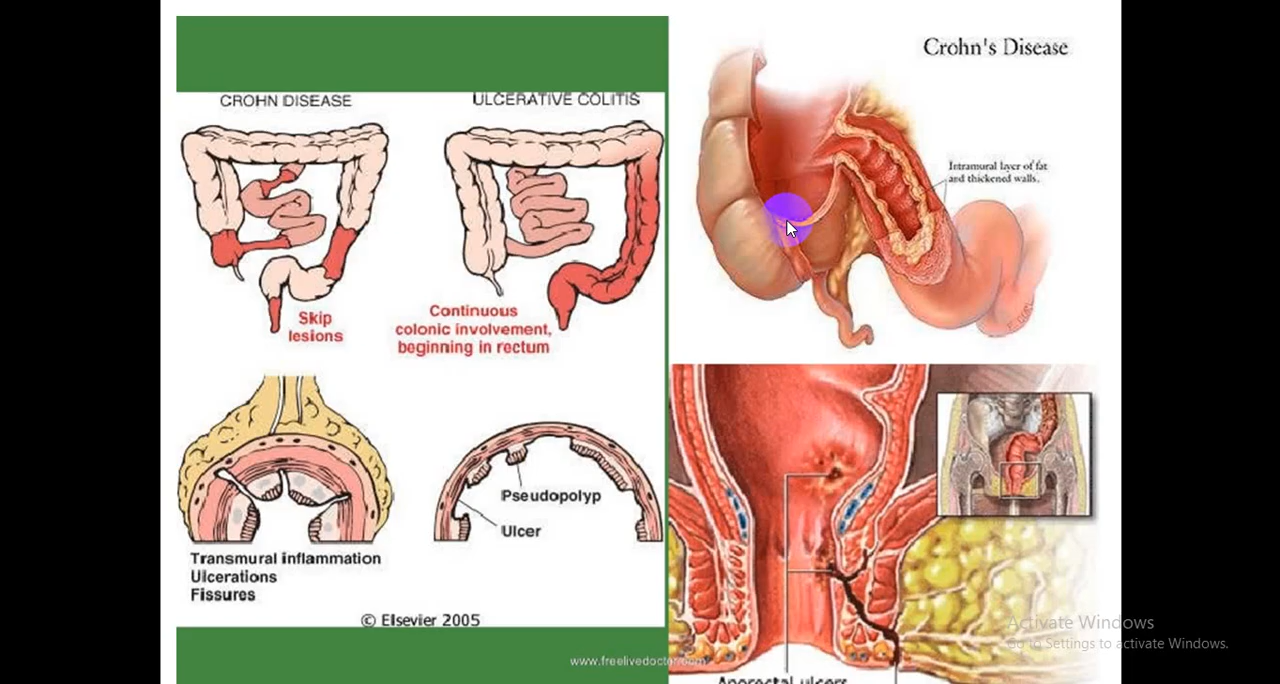 CROHN DISEASE
ULCERATIVE COLITIS
Skip
lesions
Continuous
colonic involvement,
beginning in rectum
Pseudopolyp
Ulcer
Transmural inflammation
Ulcerations
Fissures
© Elsevier 2005
www.freelivedoctor.com
Crohn's Disease
Intramural layer of fat
and thickened walls.
Anorectal ulcers
Activate Windows
Go to Settings to activate Windows.